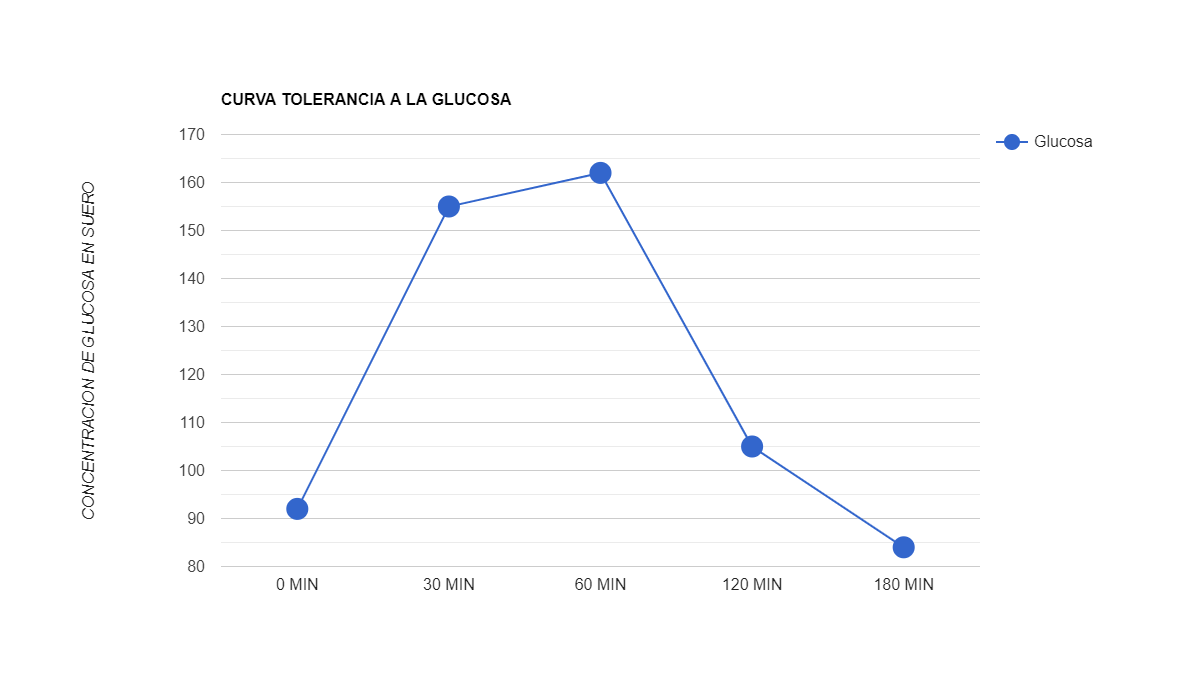 CURVA TOLERANCIA A LA GLUCOSA
Glucosa
CONCENTRACION DE GLUCOSA EN SUERO
170
160
150
140
130
120
110
100
90
80
0 MIN
30 MIN
60 MIN
120 MIN
180 MIN